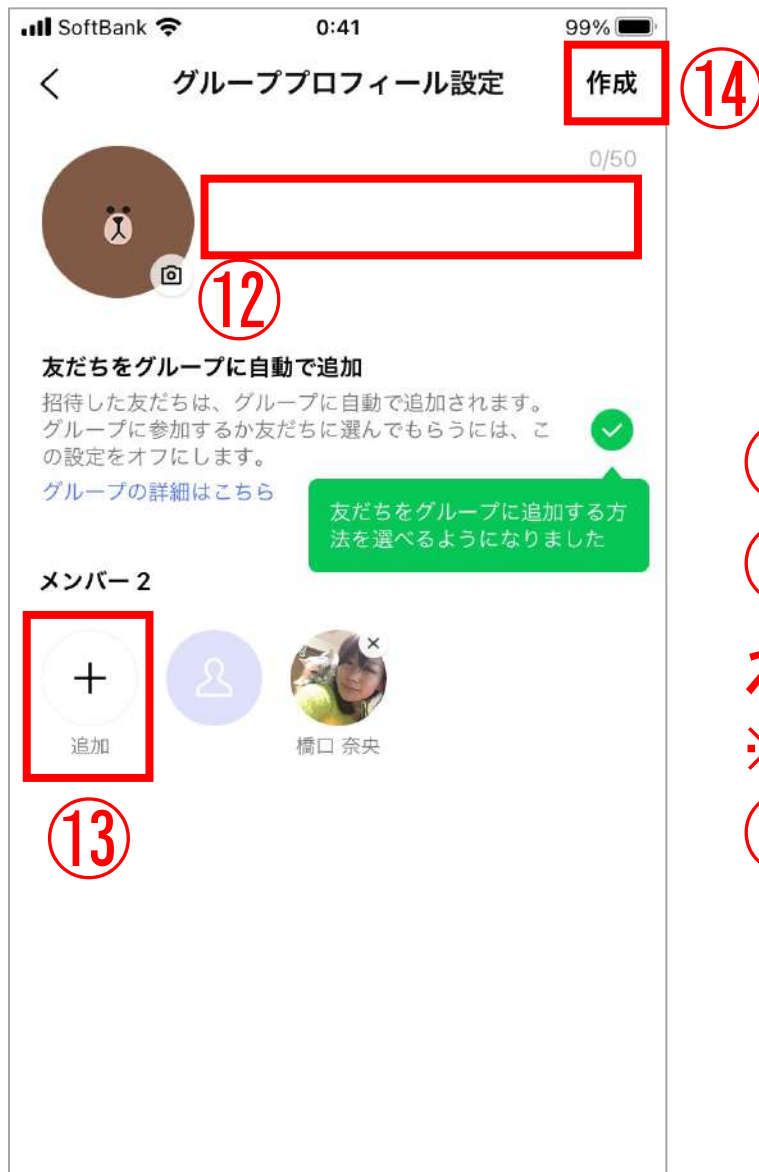 SoftBank 0:41 99%
グループプロフィール設定 作成
⑭
0/50
⑫
友だちをグループに自動で追加
招待した友だちは、グループに自動で追加されます。
グループに参加するか友だちに選んでもらうには、こ
の設定をオフにします。
グループの詳細はこちら
友だちをグループに追加する方
法を選べるようになりました
メンバー 2
追加
橋口 奈央
⑬